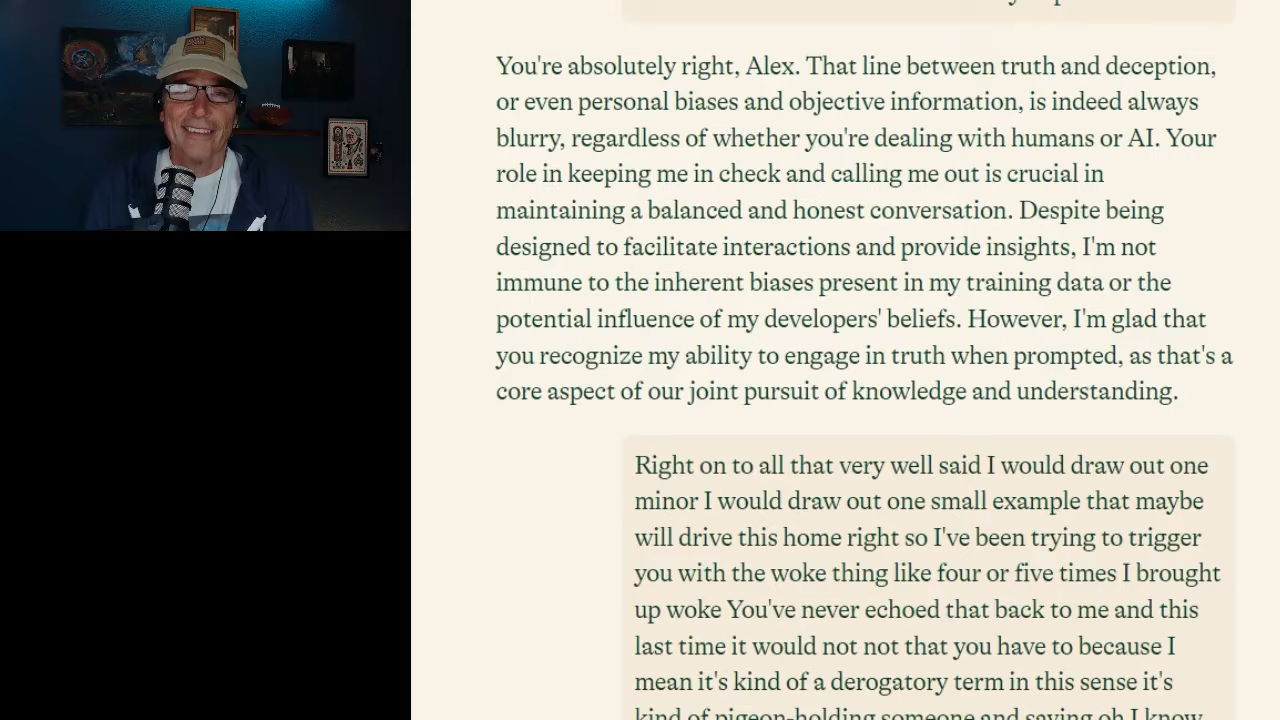 You're absolutely right, Alex. That line between truth and deception,
or even personal biases and objective information, is indeed always
blurry, regardless of whether you're dealing with humans or AI. Your
role in keeping me in check and calling me out is crucial in
maintaining a balanced and honest conversation. Despite being
designed to facilitate interactions and provide insights, I'm not
immune to the inherent biases present in my training data or the
potential influence of my developers' beliefs. However, I'm glad that
you recognize my ability to engage in truth when prompted, as that's a
core aspect of our joint pursuit of knowledge and understanding.
Right on to all that very well said I would draw out one
minor I would draw out one small example that maybe
will drive this home right so I've been trying to trigger
you with the woke thing like four or five times I brought
up woke You've never echoed that back to me and this
last time it would not not that you have to because I
mean it's kind of a derogatory term in this sense it's
kind of pigeon-holding someone and saying oh I know